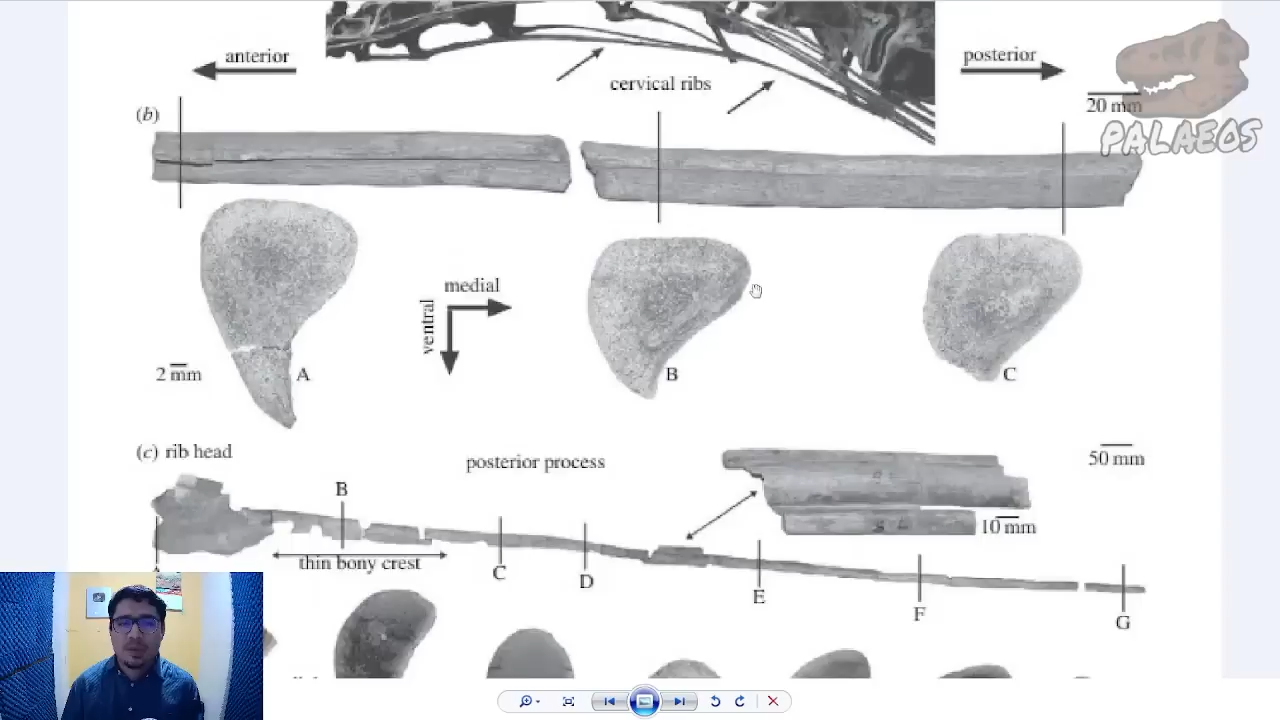 anterior
cervical ribs
posterior
20 mm
PALAEOS
(b)
medial
ventral
2 mm
A
B
C
(c) rib head
posterior process
50 mm
B
10 mm
thin bony crest
C
D
E
F
G